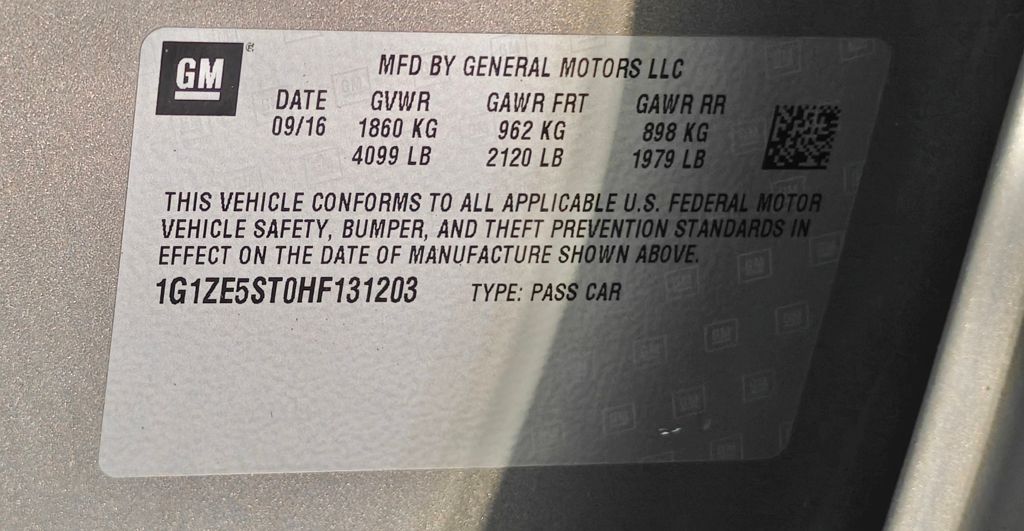 GM ®
MFD BY GENERAL MOTORS LLC
DATE GVWR GAWR FRT GAWR RR
09/16 1860 KG 962 KG 898 KG
4099 LB 2120 LB 1979 LB
THIS VEHICLE CONFORMS TO ALL APPLICABLE U.S. FEDERAL MOTOR
VEHICLE SAFETY, BUMPER, AND THEFT PREVENTION STANDARDS IN
EFFECT ON THE DATE OF MANUFACTURE SHOWN ABOVE.
1G1ZE5ST0HF131203 TYPE: PASS CAR